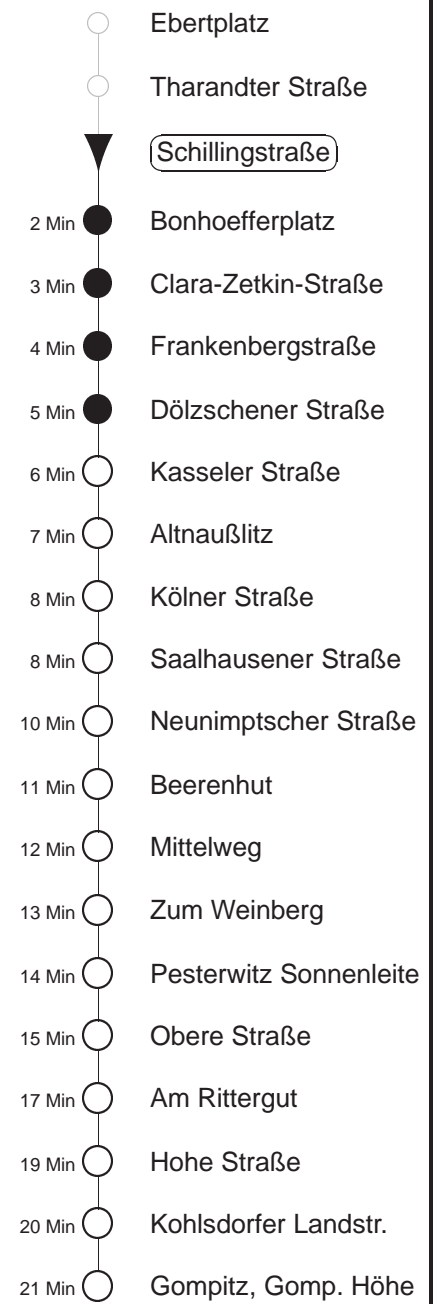 Ebertplatz
Tharandter Straße
Schillingstraße
2 Min Bonhoefferplatz
3 Min Clara-Zetkin-Straße
4 Min Frankenbergstraße
5 Min Dölzschener Straße
6 Min Kasseler Straße
7 Min Altnaußlitz
8 Min Kölner Straße
8 Min Saalhausener Straße
10 Min Neunimptscher Straße
11 Min Beerenhut
12 Min Mittelweg
13 Min Zum Weinberg
14 Min Pesterwitz Sonnenleite
15 Min Obere Straße
17 Min Am Rittergut
19 Min Hohe Straße
20 Min Kohlsdorfer Landstr.
21 Min Gompitz, Gomp. Höhe